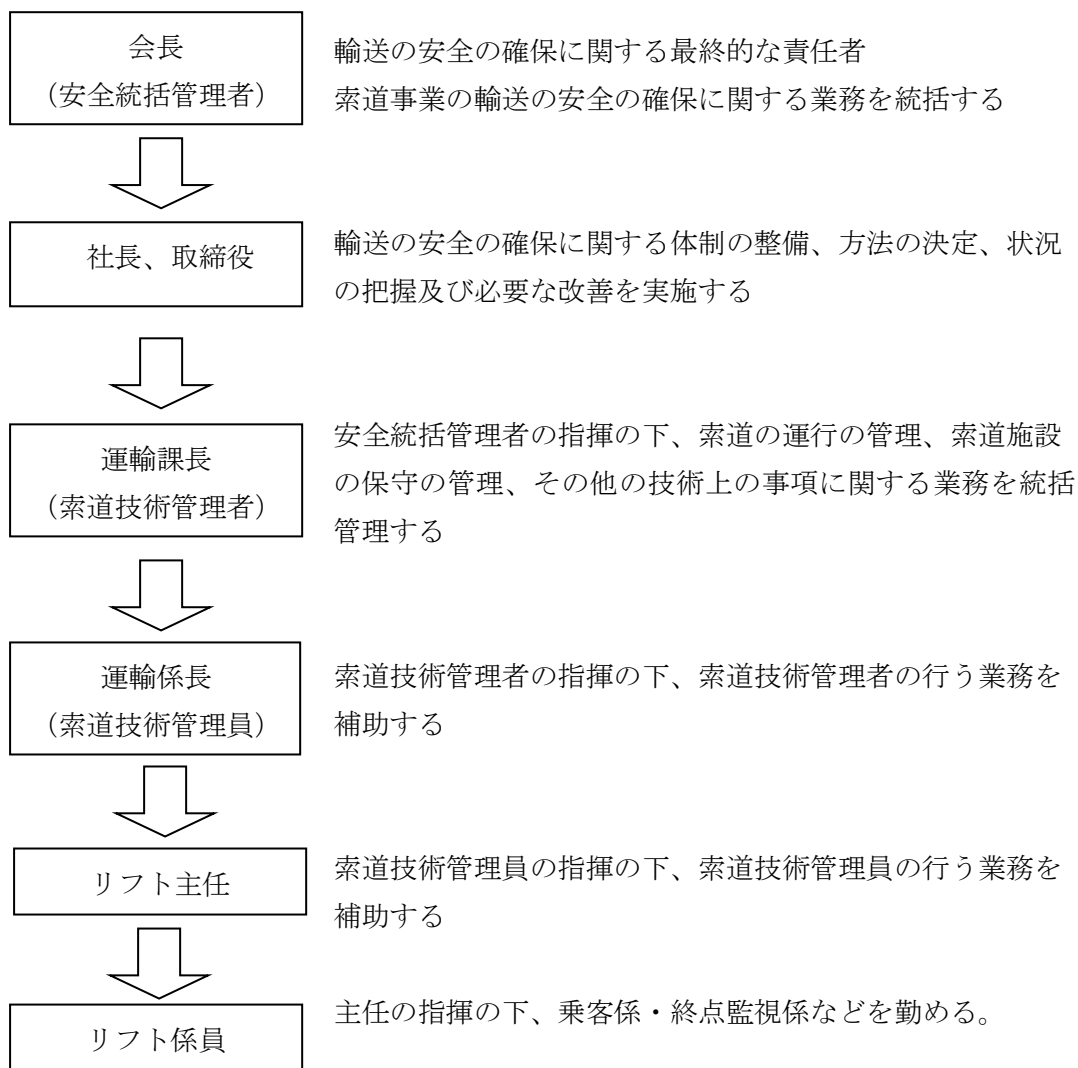 会長
（安全統括管理者）
輸送の安全の確保に関する最終的な責任者
索道事業の輸送の安全の確保に関する業務を統括する
社長、取締役
輸送の安全の確保に関する体制の整備、方法の決定、状況
の把握及び必要な改善を実施する
運輸課長
（索道技術管理者）
安全統括管理者の指揮の下、索道の運行の管理、索道施設
の保守の管理、その他の技術上の事項に関する業務を統括
管理する
運輸係長
（索道技術管理員）
索道技術管理者の指揮の下、索道技術管理者の行う業務を
補助する
リフト主任
索道技術管理員の指揮の下、索道技術管理員の行う業務を
補助する
リフト係員
主任の指揮の下、乗客係・終点監視係などを勤める。